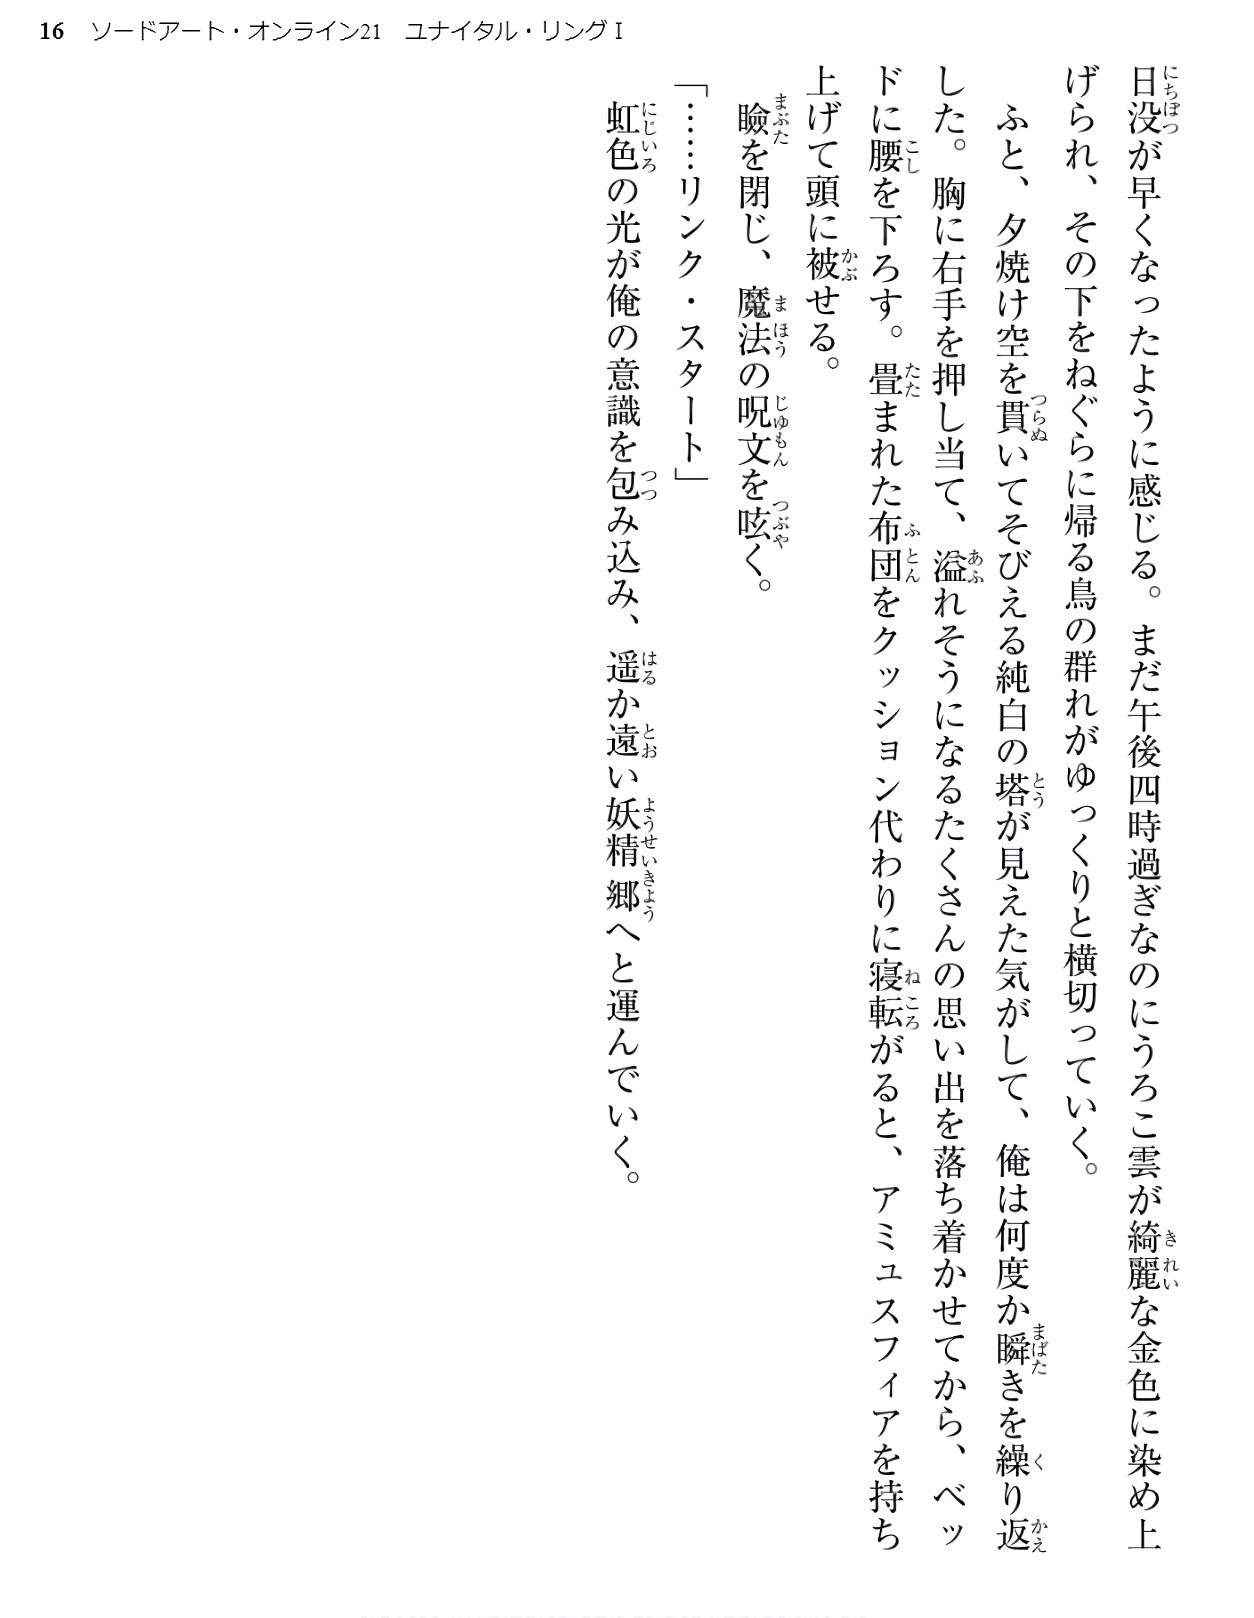 16 ソードアート・オンライン21 ユナイタル・リングⅠ
日没が早くなったように感じる。まだ午後四時過ぎなのにうろこ雲が綺麗な金色に染め上
げられ、その下をねぐらに帰る鳥の群れがゆっくりと横切っていく。
ふと、夕焼け空を貫いてそびえる純白の塔が見えた気がして、俺は何度か瞬きを繰り返
した。胸に右手を押し当て、溢れそうになるたくさんの思い出を落ち着かせてから、ベッ
ドに腰を下ろす。畳まれた布団をクッション代わりに寝転がると、アミュスフィアを持ち
上げて頭に被せる。
瞼を閉じ、魔法の呪文を呟く。
「……リンク・スタート」
虹色の光が俺の意識を包み込み、遥か遠い妖精郷へと運んでいく。